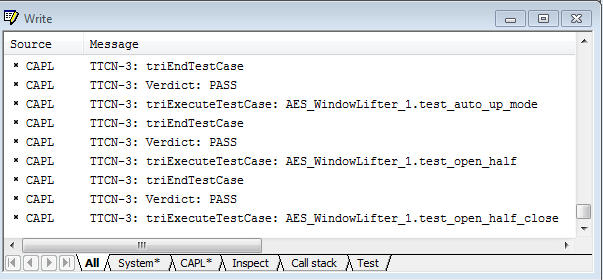 Write
Source Message
CAPL TTCN-3: triEndTestCase
CAPL TTCN-3: Verdict: PASS
CAPL TTCN-3: triExecuteTestCase: AES_WindowLifter_1.test_auto_up_mode
CAPL TTCN-3: triEndTestCase
CAPL TTCN-3: Verdict: PASS
CAPL TTCN-3: triExecuteTestCase: AES_WindowLifter_1.test_open_half
CAPL TTCN-3: triEndTestCase
CAPL TTCN-3: Verdict: PASS
CAPL TTCN-3: triExecuteTestCase: AES_WindowLifter_1.test_open_half_close
All System* CAPL* Inspect Call stack Test